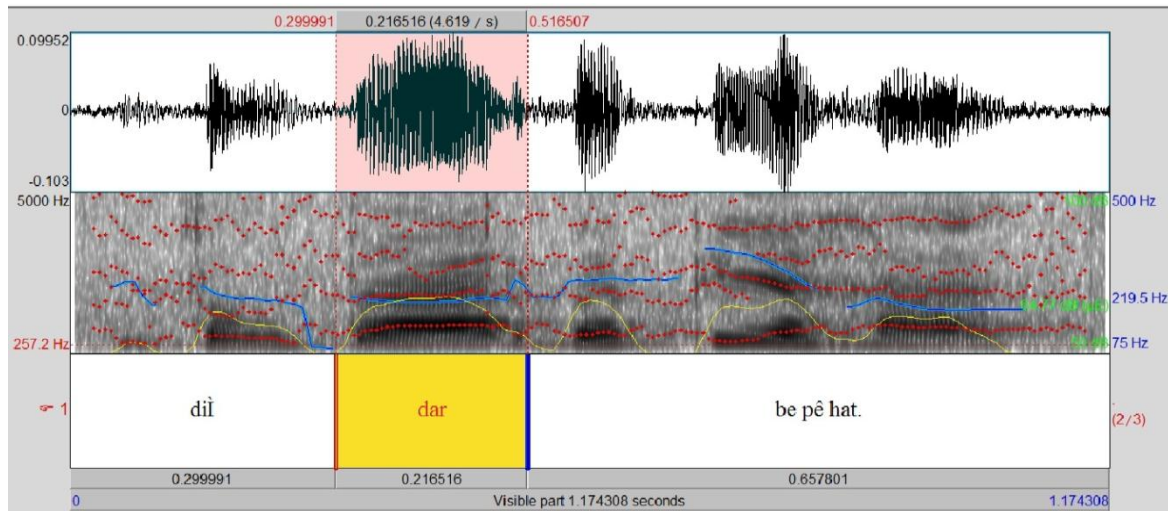 0.299991 0.216516 (4.619 / s) 0.516507
0.09952
0
-0.103
5000 Hz 500 Hz
219.5 Hz
257.2 Hz 75 Hz
1 diÌ dar be pê hat. (2/3)
0.299991 0.216516 0.657801
0 Visible part 1.174308 seconds 1.174308